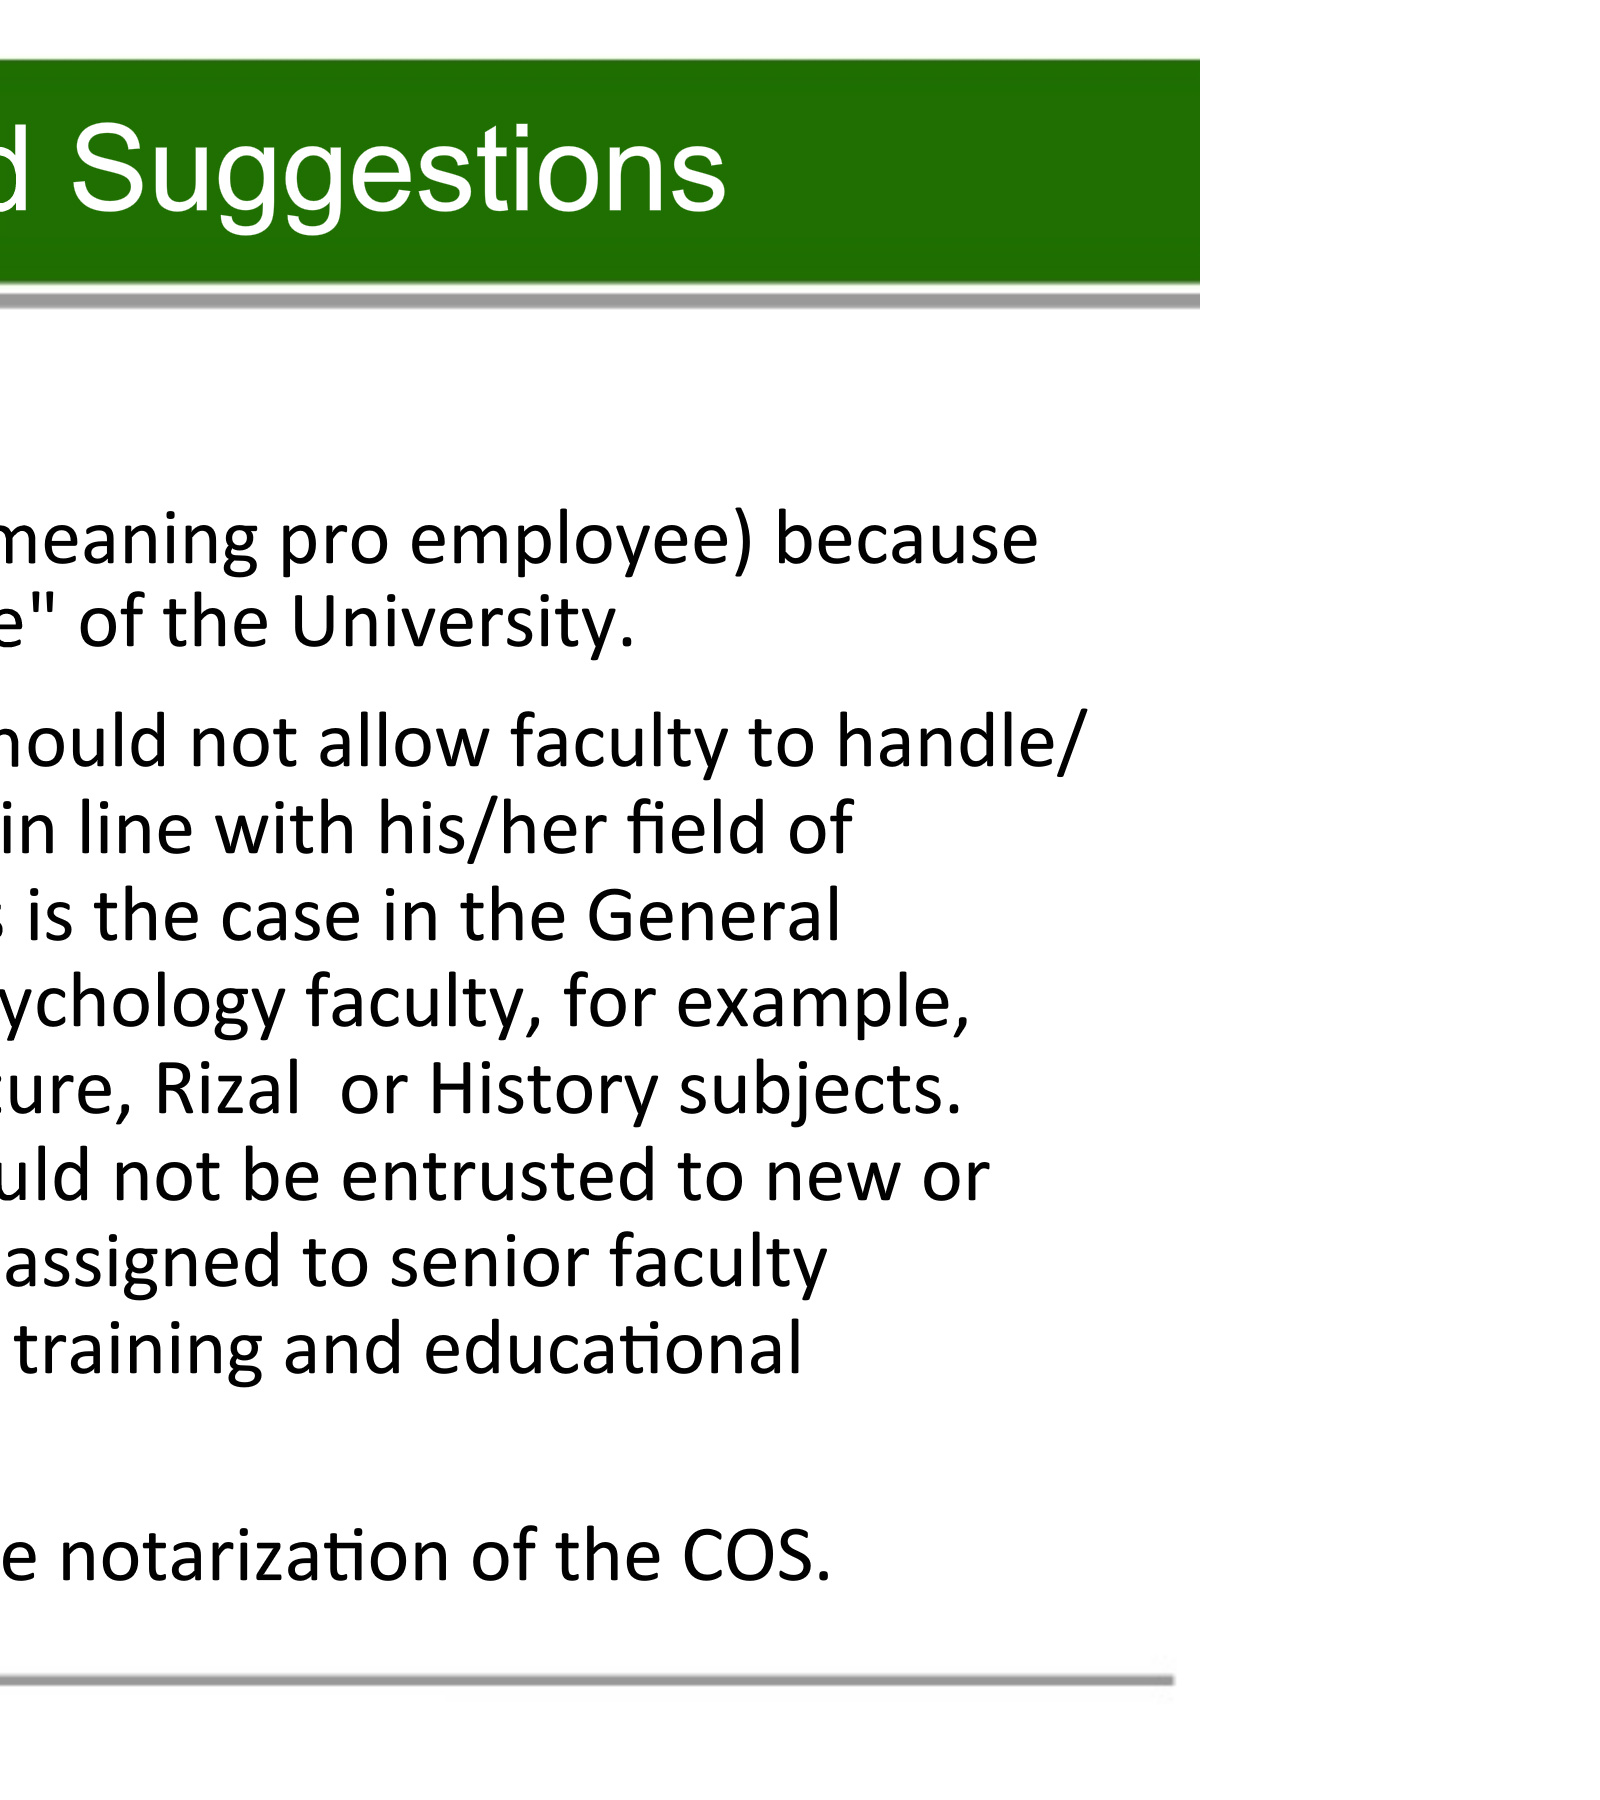 d Suggestions
meaning pro employee) because
e" of the University.
hould not allow faculty to handle/
in line with his/her field of
s is the case in the General
ychology faculty, for example,
ture, Rizal  or History subjects.
uld not be entrusted to new or
assigned to senior faculty
training and educational
e notarization of the COS.